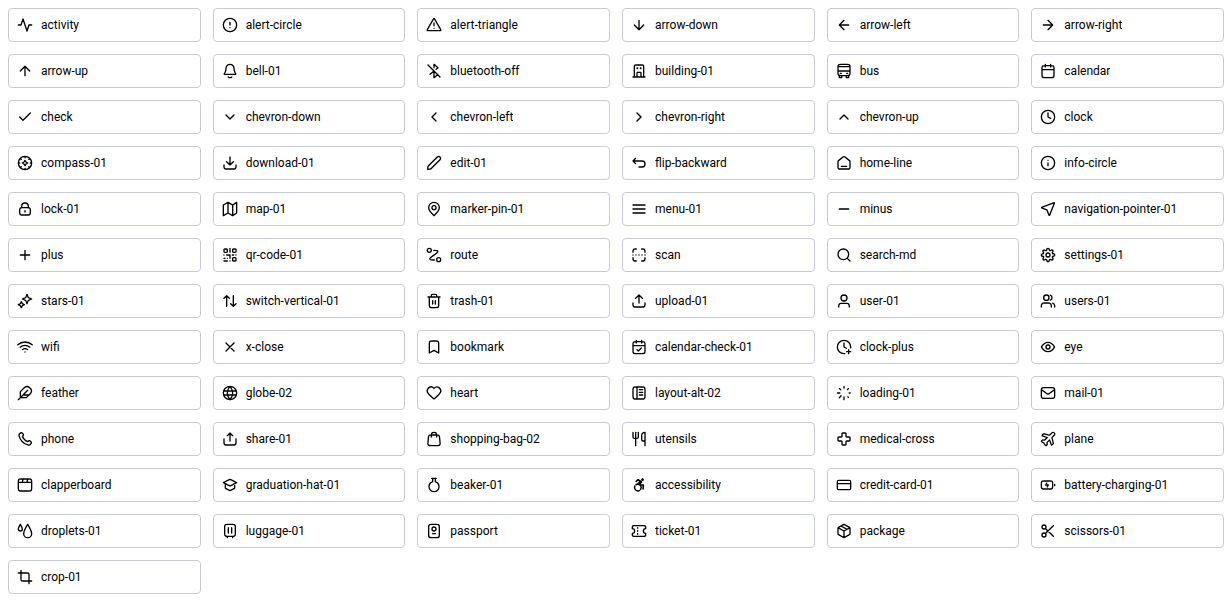 activity
alert-circle
alert-triangle
arrow-down
arrow-left
arrow-right
arrow-up
bell-01
bluetooth-off
building-01
bus
calendar
check
chevron-down
chevron-left
chevron-right
chevron-up
clock
compass-01
download-01
edit-01
flip-backward
home-line
info-circle
lock-01
map-01
marker-pin-01
menu-01
minus
navigation-pointer-01
plus
qr-code-01
route
scan
search-md
settings-01
stars-01
switch-vertical-01
trash-01
upload-01
user-01
users-01
wifi
x-close
bookmark
calendar-check-01
clock-plus
eye
feather
globe-02
heart
layout-alt-02
loading-01
mail-01
phone
share-01
shopping-bag-02
utensils
medical-cross
plane
clapperboard
graduation-hat-01
beaker-01
accessibility
credit-card-01
battery-charging-01
droplets-01
luggage-01
passport
ticket-01
package
scissors-01
crop-01